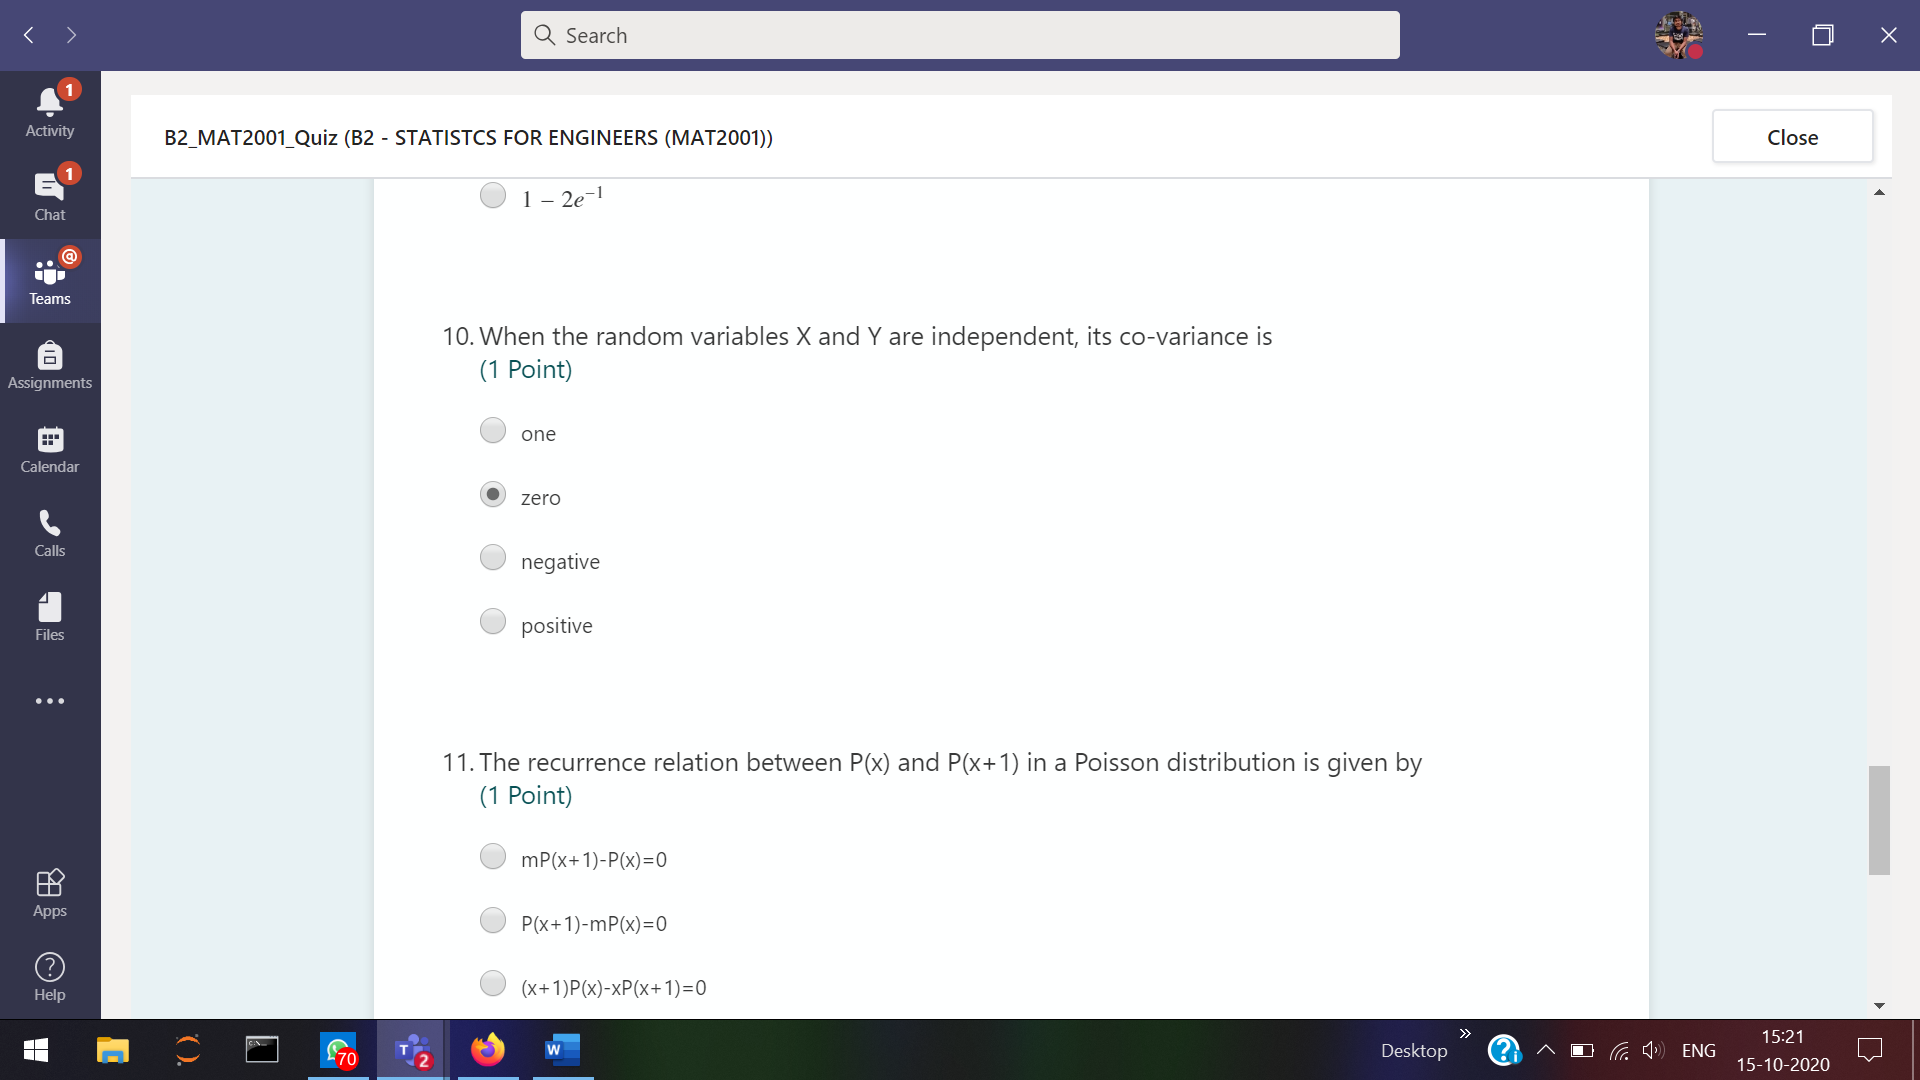 Search
1
Activity
1
Chat
@
Teams
Assignments
Calendar
Calls
Files
Apps
Help
B2_MAT2001_Quiz (B2 - STATISTCS FOR ENGINEERS (MAT2001))
Close
1 − 2e⁻¹
10. When the random variables X and Y are independent, its co-variance is
(1 Point)
one
zero
negative
positive
11. The recurrence relation between P(x) and P(x+1) in a Poisson distribution is given by
(1 Point)
mP(x+1)-P(x)=0
P(x+1)-mP(x)=0
(x+1)P(x)-xP(x+1)=0
70
T
2
W
Desktop
»
?
i
ENG
15:21
15-10-2020